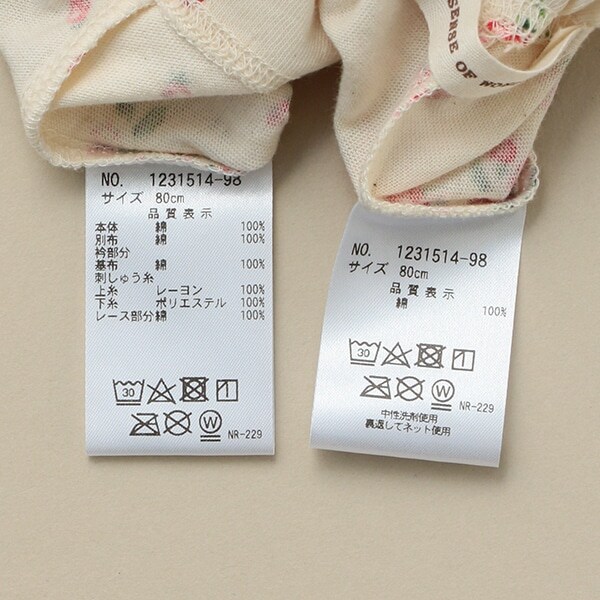 SENSE OF WO
NO. 1231514-98
サイズ 80cm
品質表示
本体 綿 100%
別布 綿 100%
衿部分
基布 綿 100%
刺しゅう糸
上糸 レーヨン 100%
下糸 ポリエステル 100%
レース部分綿 100%
30
NR-229
W
NO. 1231514-98
サイズ 80cm
品質表示
綿 100%
30
W
NR-229
中性洗剤使用
裏返してネット使用